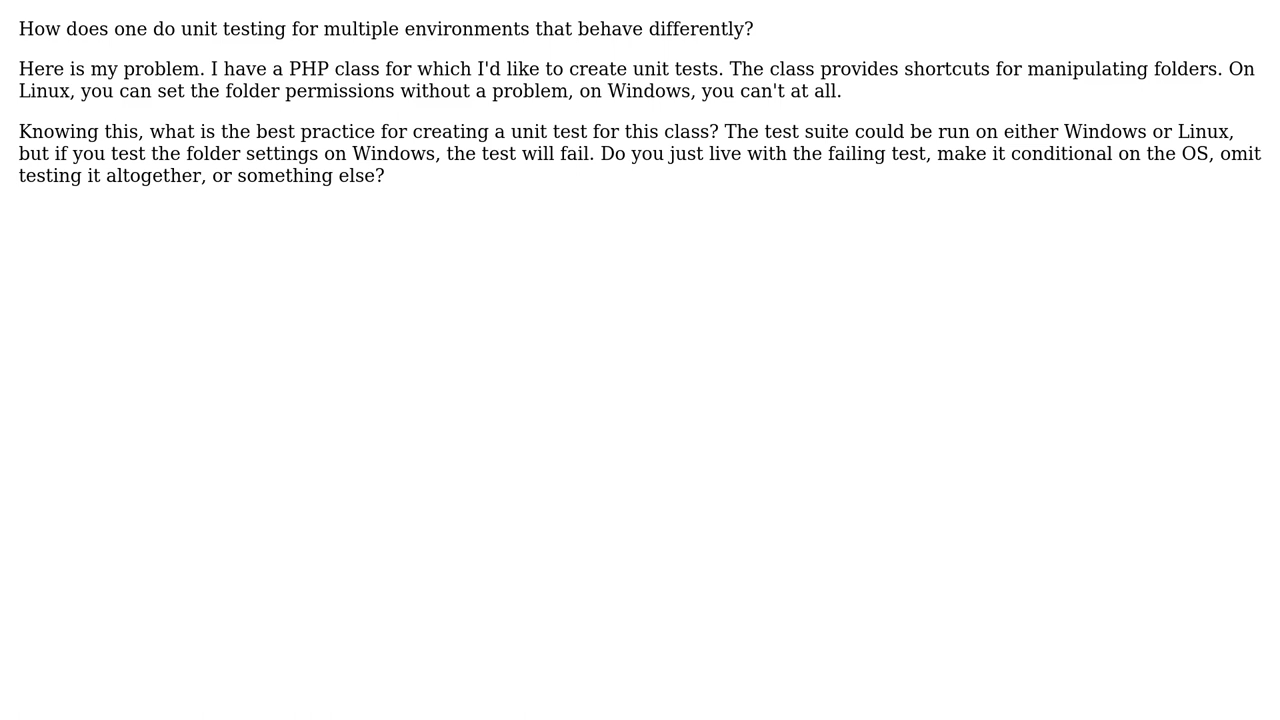 How does one do unit testing for multiple environments that behave differently?
Here is my problem. I have a PHP class for which I'd like to create unit tests. The class provides shortcuts for manipulating folders. On
Linux, you can set the folder permissions without a problem, on Windows, you can't at all.
Knowing this, what is the best practice for creating a unit test for this class? The test suite could be run on either Windows or Linux,
but if you test the folder settings on Windows, the test will fail. Do you just live with the failing test, make it conditional on the OS, omit
testing it altogether, or something else?